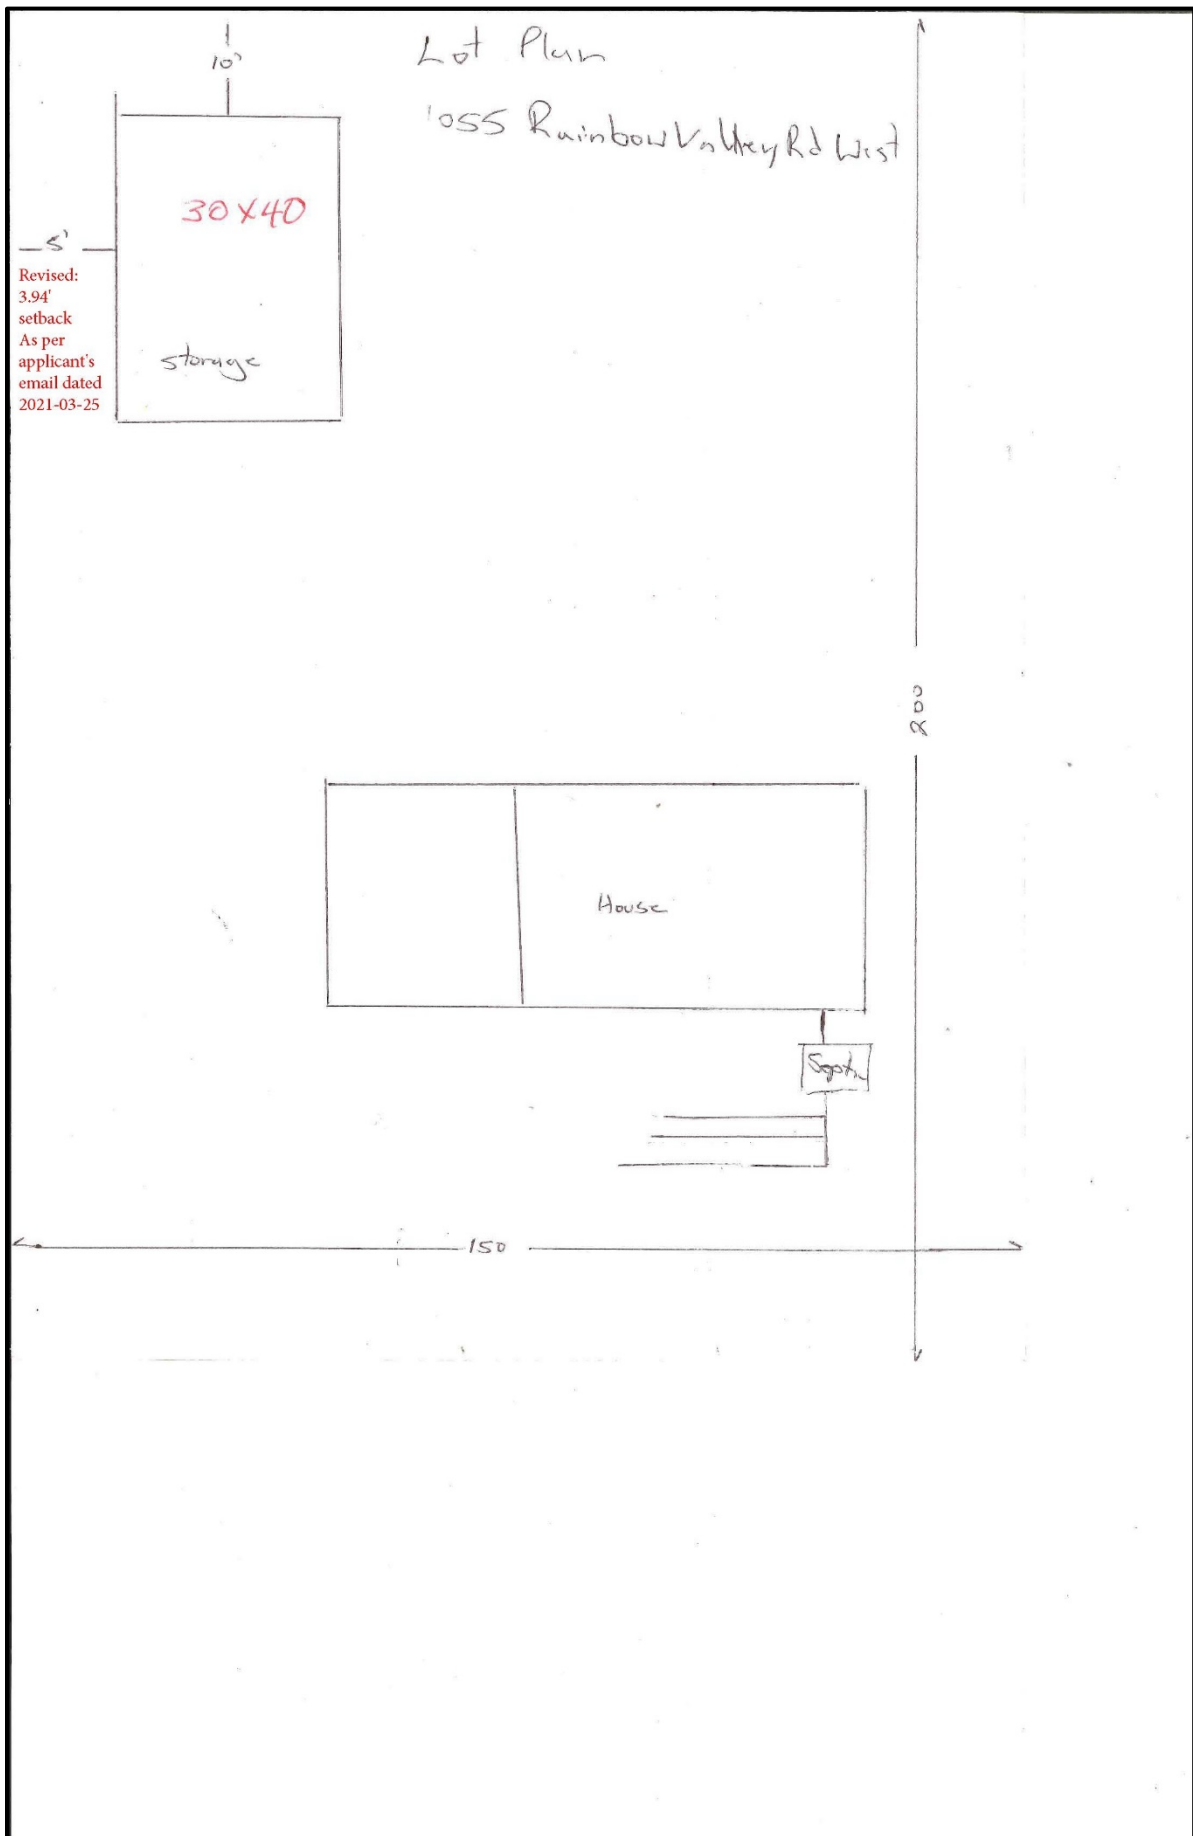 10'
Lot Plan
1055 Rainbow Valley Rd West
30 X 40
5'
Revised:
3.94'
setback
As per
applicant's
email dated
2021-03-25
storage
200
House
Septic
150